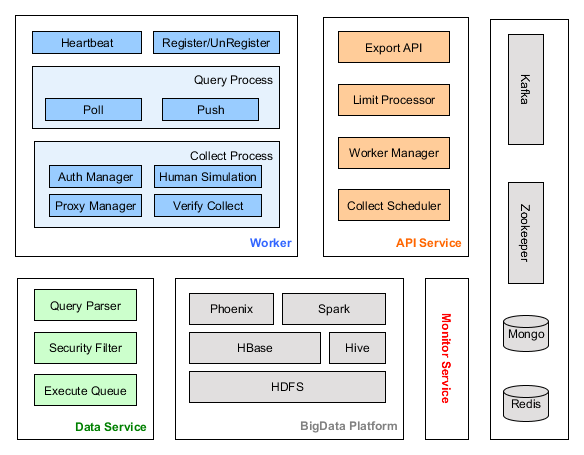 Heartbeat
Register/UnRegister
Query Process
Poll
Push
Collect Process
Auth Manager
Human Simulation
Proxy Manager
Verify Collect
Worker
Export API
Limit Processor
Worker Manager
Collect Scheduler
API Service
Kafka
Zookeeper
Mongo
Redis
Query Parser
Security Filter
Execute Queue
Data Service
Phoenix
Spark
HBase
Hive
HDFS
BigData Platform
Monitor Service